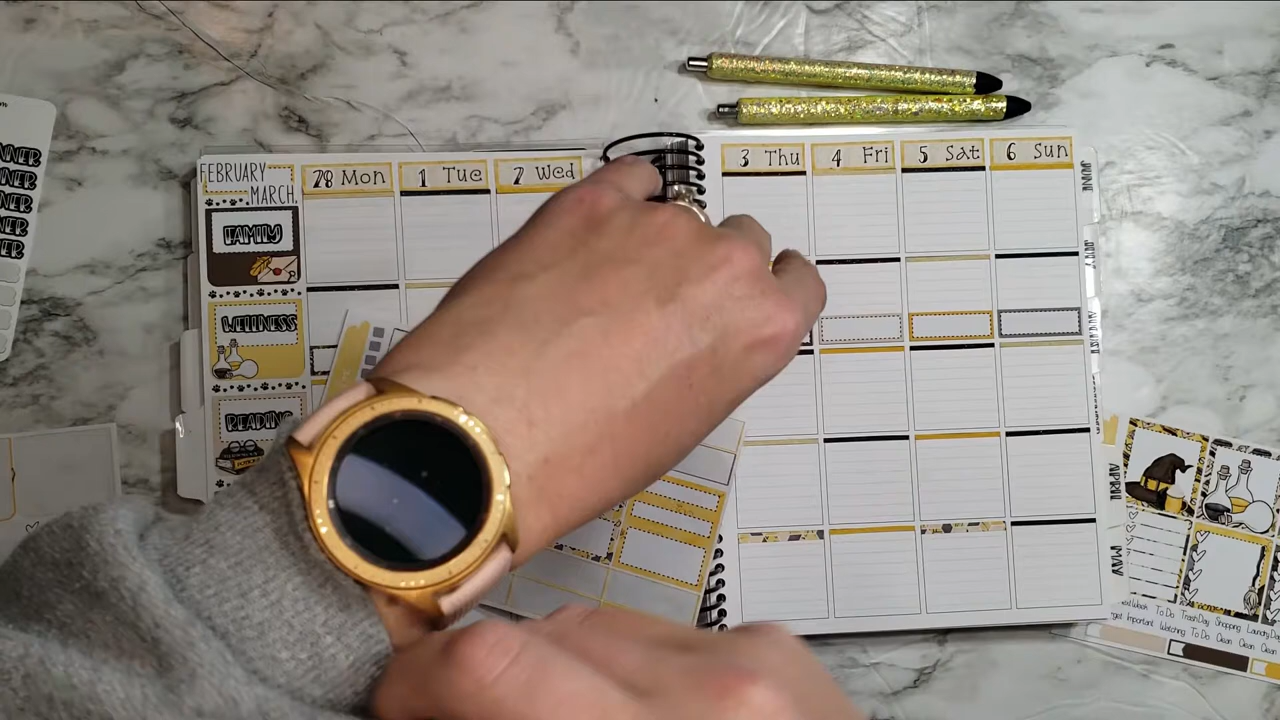 FEBRUARY
MARCH
28 Mon
1 Tue
2 Wed
3 Thu
4 Fri
5 Sat
6 Sun
FAMILY
WELLNESS
READING
JUNE
APRIL
MAY
To Do Trash Day Shopping
Important Watching To Do Clean Clean Clean